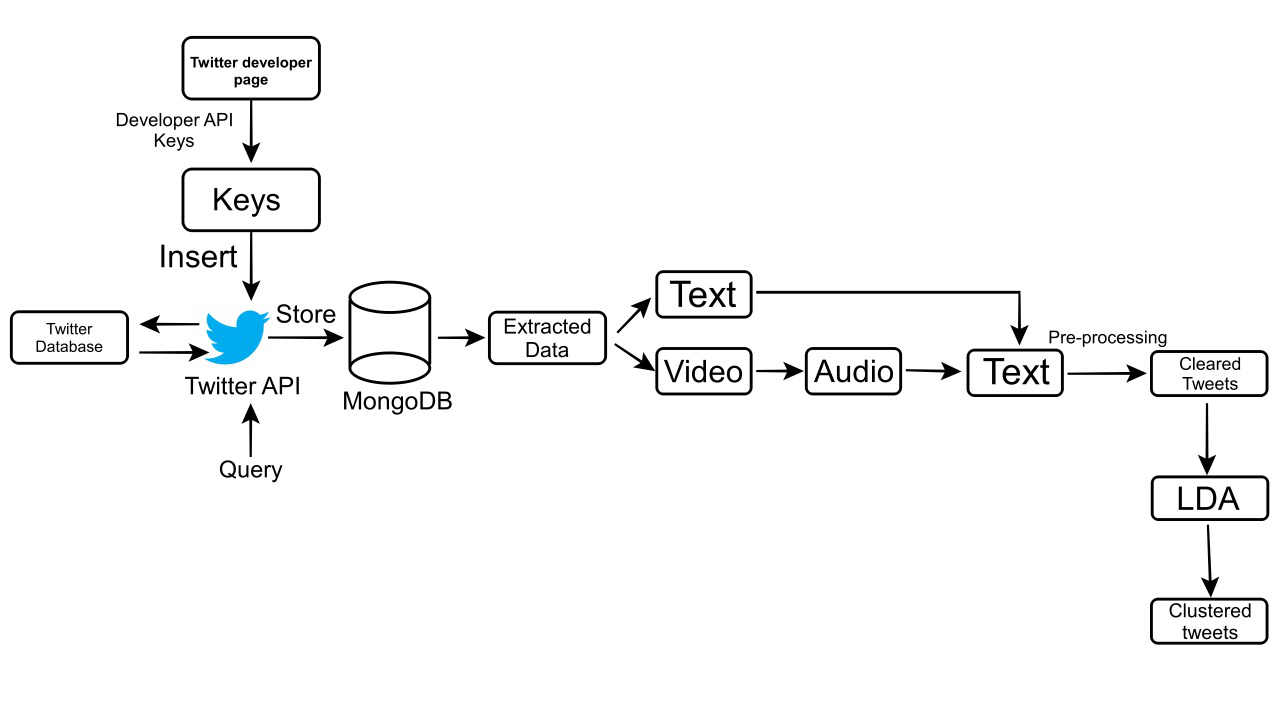 Twitter developer
page
Developer API
Keys
Keys
Insert
Twitter
Database
Twitter API
Query
Store
MongoDB
Extracted
Data
Text
Video
Audio
Text
Pre-processing
Cleared
Tweets
LDA
Clustered
tweets